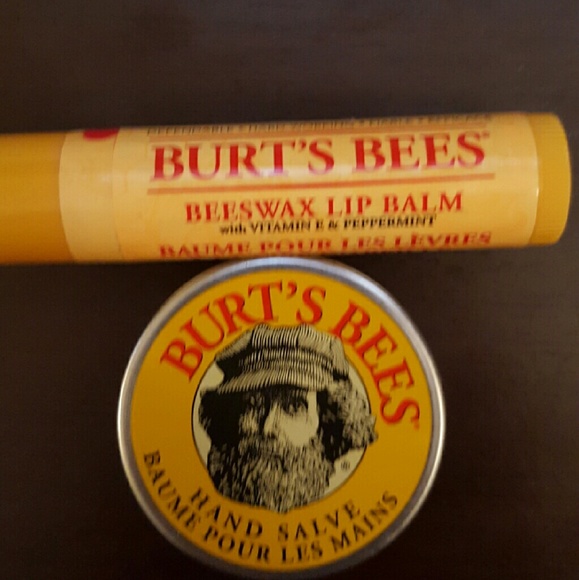 BURT'S BEES®
BEESWAX LIP BALM
with VITAMIN E & PEPPERMINT
BAUME POUR LES LÈVRES
BURT'S BEES®
®
HAND SALVE
BAUME POUR LES MAINS